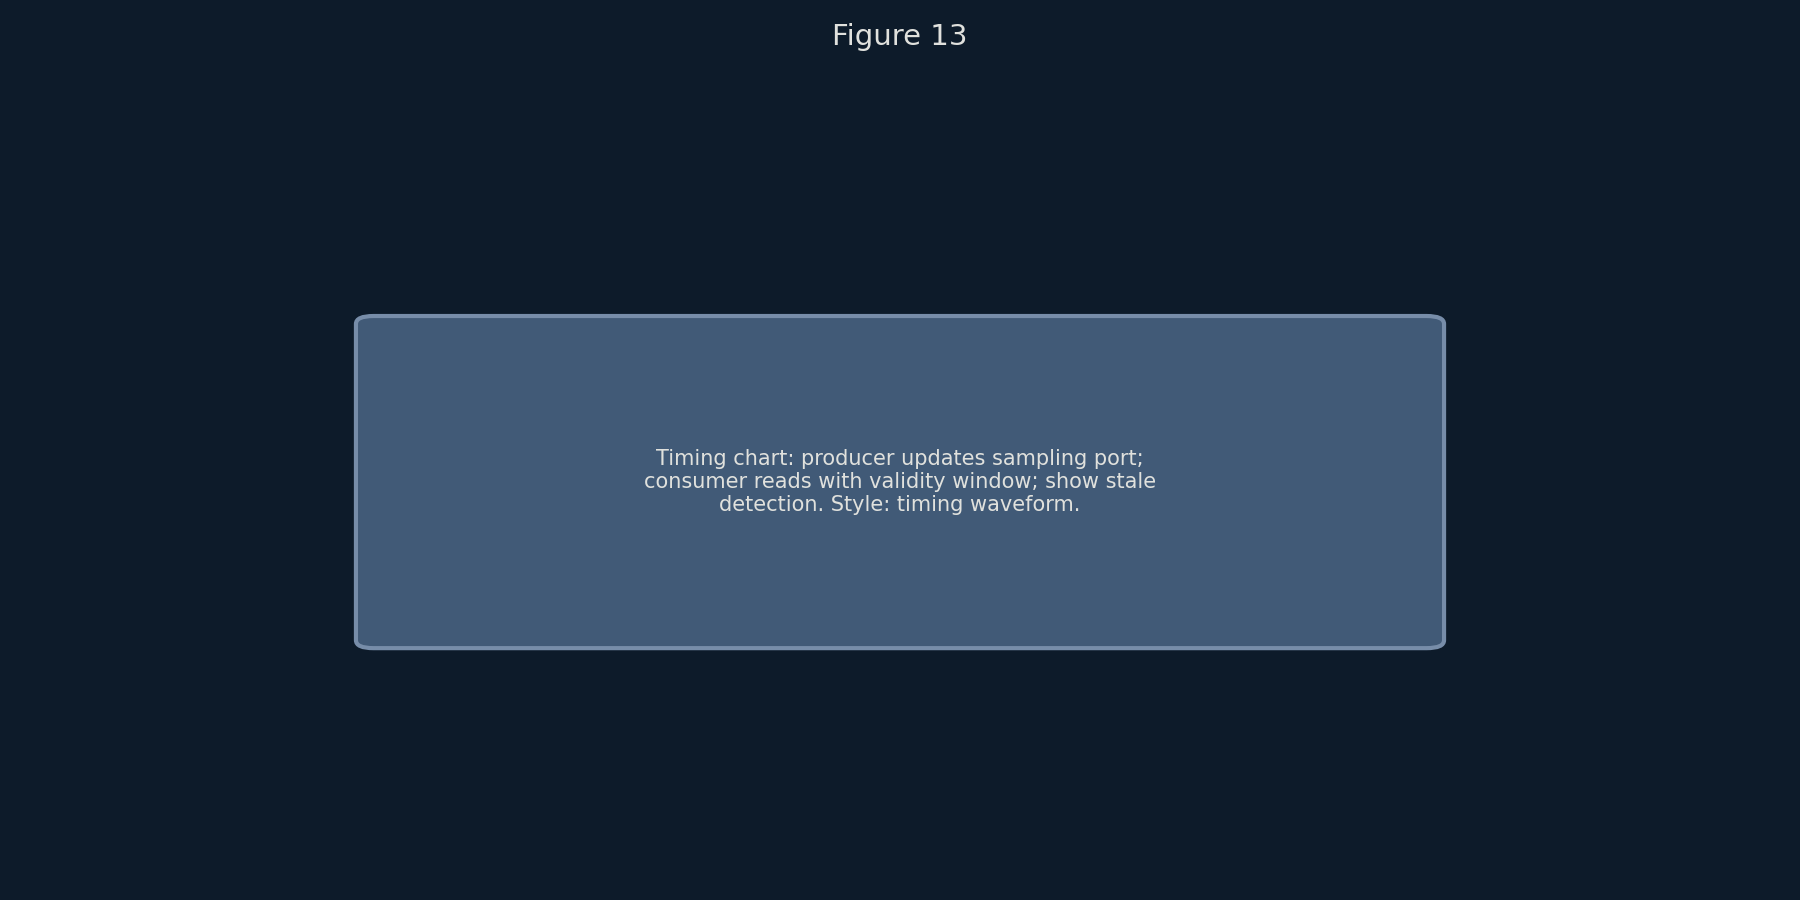 Figure 13
Timing chart: producer updates sampling port;
consumer reads with validity window; show stale
detection. Style: timing waveform.